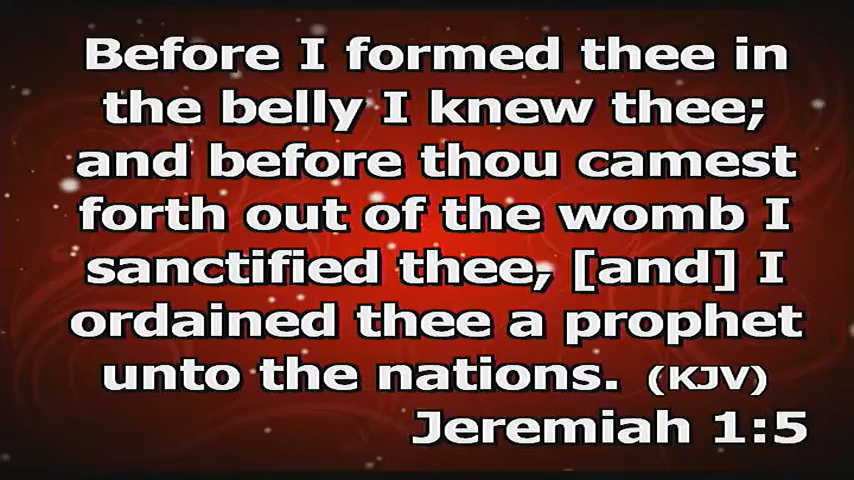 Before I formed thee in
the belly I knew thee;
and before thou camest
forth out of the womb I
sanctified thee, [and] I
ordained thee a prophet
unto the nations. (KJV)
Jeremiah 1:5